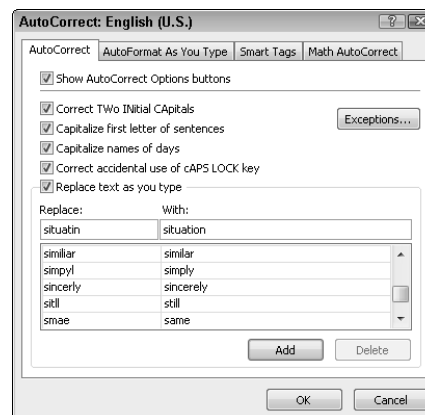 AutoCorrect: English (U.S.)
AutoCorrect AutoFormat As You Type Smart Tags Math AutoCorrect
Show AutoCorrect Options buttons
Correct TWo INitial CApitals
Exceptions...
Capitalize first letter of sentences
Capitalize names of days
Correct accidental use of cAPS LOCK key
Replace text as you type
Replace: With:
situatin situation
similiar similar
simpyl simply
sincerly sincerely
sitll still
smae same
Add Delete
OK Cancel